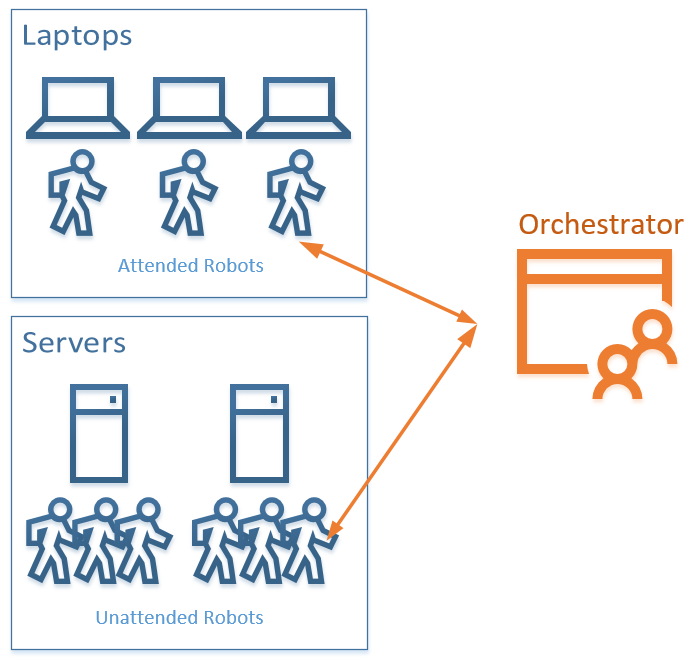 Laptops
Attended Robots
Orchestrator
Servers
Unattended Robots